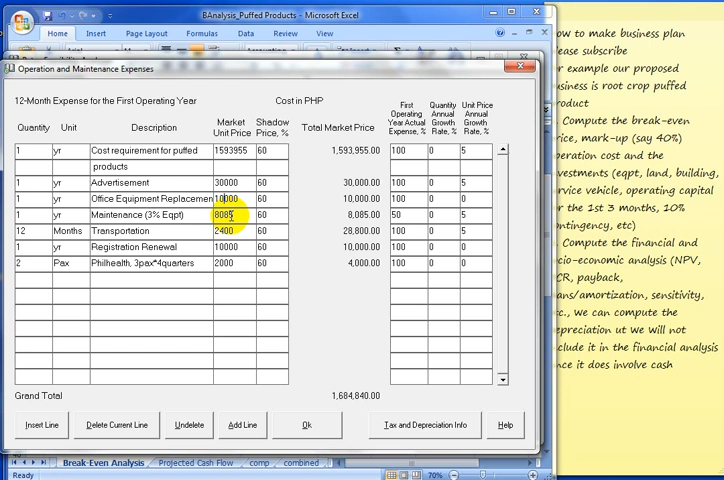 BAnalysis_Puffed Products - Microsoft Excel
Home Insert Page Layout Formulas Data Review View
Operation and Maintenance Expenses
12-Month Expense for the First Operating Year Cost in PHP
Quantity Unit Description Market Unit Price Shadow Price, % Total Market Price First Operating Year Actual Expense, % Quantity Annual Growth Rate, % Unit Price Annual Growth Rate, %
1 yr Cost requirement for puffed 1593955 60 1,593,955.00 100 0 5
products
1 yr Advertisement 30000 60 30,000.00 100 0 5
1 yr Office Equipment Replacemen 10000 60 10,000.00 100 0 5
1 yr Maintenance (3% Eqpt) 8085 60 8,085.00 50 0 5
12 Months Transportation 2400 60 28,800.00 100 0 5
1 yr Registration Renewal 10000 60 10,000.00 100 0 5
2 Pax Philhealth, 3pax*4quarters 2000 60 4,000.00 100 0 5
Grand Total 1,684,840.00
Insert Line Delete Current Line Undelete Add Line Ok Tax and Depreciation Info Help
Break-Even Analysis Projected Cash Flow comp combined
Ready 70%
ow to make business plan
lease subscribe
or example our proposed
usiness is root crop puffed
roduct
. Compute the break-even
rice, mark-up (say 40%)
peration cost and the
vestments (eqpt, land, building,
rvice vehicle, operating capital
r the 1st 3 months, 10%
ontingency, etc)
. Compute the financial and
cio-economic analysis (NPV,
CR, payback,
ans/amortization, sensitivity,
tc., we can compute the
epreciation ut we will not
clude it in the financial analysis
nce it does involve cash